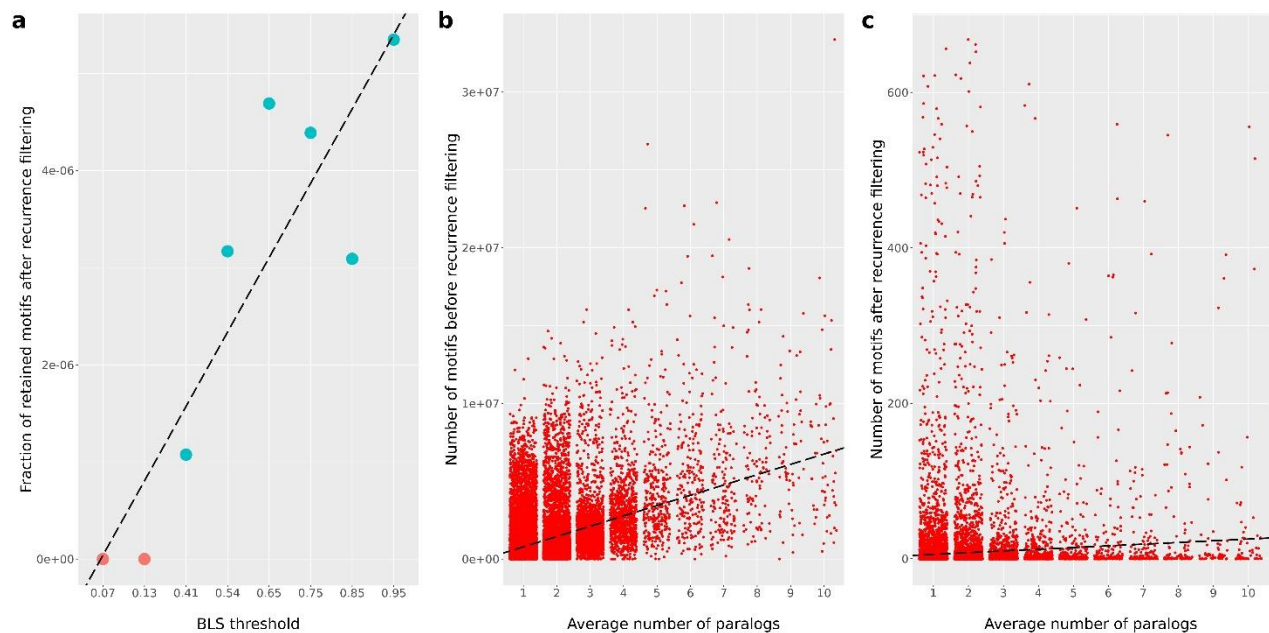 a
Fraction of retained motifs after recurrence filtering
4e-06
2e-06
0e+00
0.07 0.13 0.41 0.54 0.65 0.75 0.85 0.95
BLS threshold
b
Number of motifs before recurrence filtering
3e+07
2e+07
1e+07
0e+00
1 2 3 4 5 6 7 8 9 10
Average number of paralogs
c
Number of motifs after recurrence filtering
600
400
200
0
1 2 3 4 5 6 7 8 9 10
Average number of paralogs